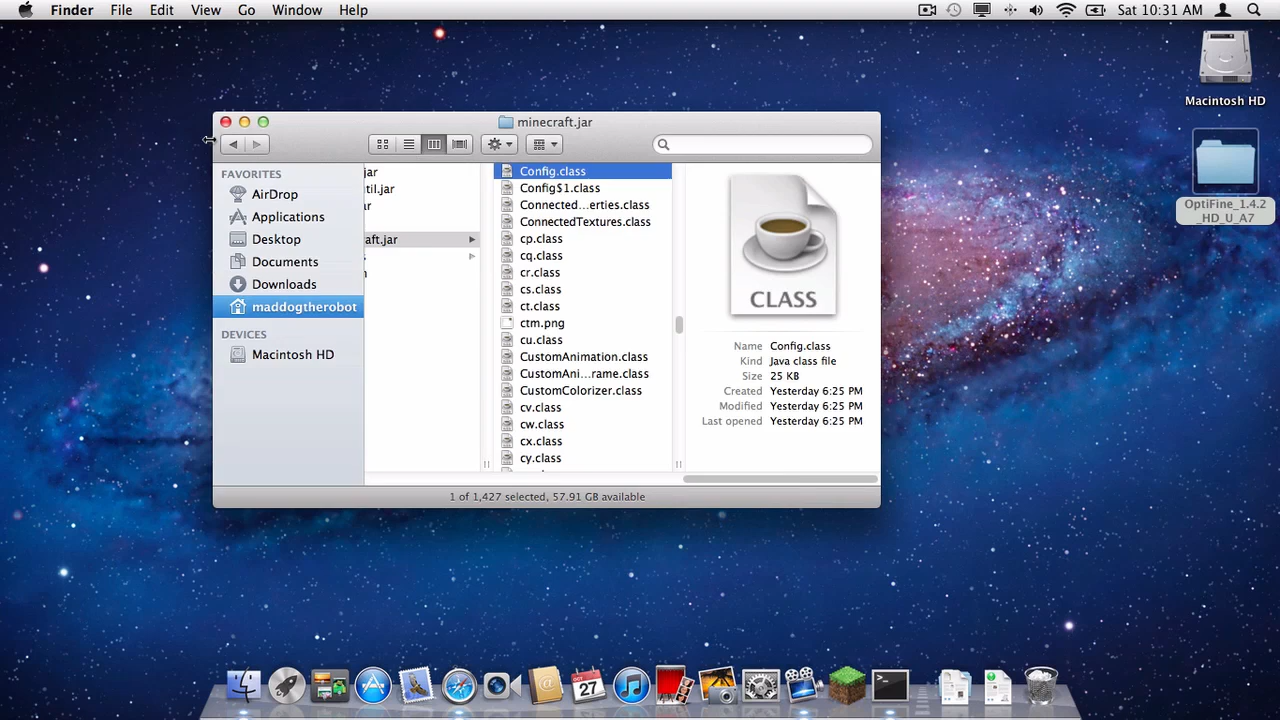 Finder File Edit View Go Window Help Sat 10:31 AM
Macintosh HD
OptiFine_1.4.2
_HD_U_A7
minecraft.jar
FAVORITES
AirDrop
Applications
Desktop
Documents
Downloads
maddogtherobot
DEVICES
Macintosh HD
jar
util.jar
ar
aft.jar
s
n
Config.class
Config$1.class
Connected...erties.class
ConnectedTextures.class
cp.class
cq.class
cr.class
cs.class
ct.class
ctm.png
cu.class
CustomAnimation.class
CustomAni...rame.class
CustomColorizer.class
cv.class
cw.class
cx.class
cy.class
CLASS
Name Config.class
Kind Java class file
Size 25 KB
Created Yesterday 6:25 PM
Modified Yesterday 6:25 PM
Last opened Yesterday 6:25 PM
1 of 1,427 selected, 57.91 GB available
OCT
27
>_